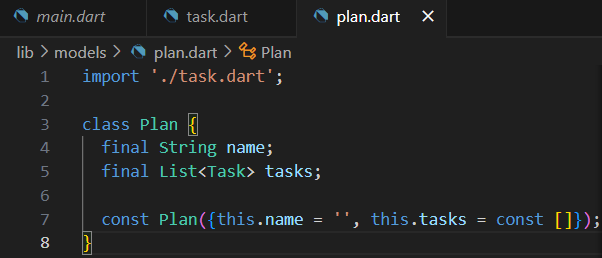 main.dart task.dart plan.dart ×
lib > models > plan.dart > Plan
1 import './task.dart';
2
3 class Plan {
4 final String name;
5 final List<Task> tasks;
6
7 const Plan({this.name = '', this.tasks = const []});
8 }